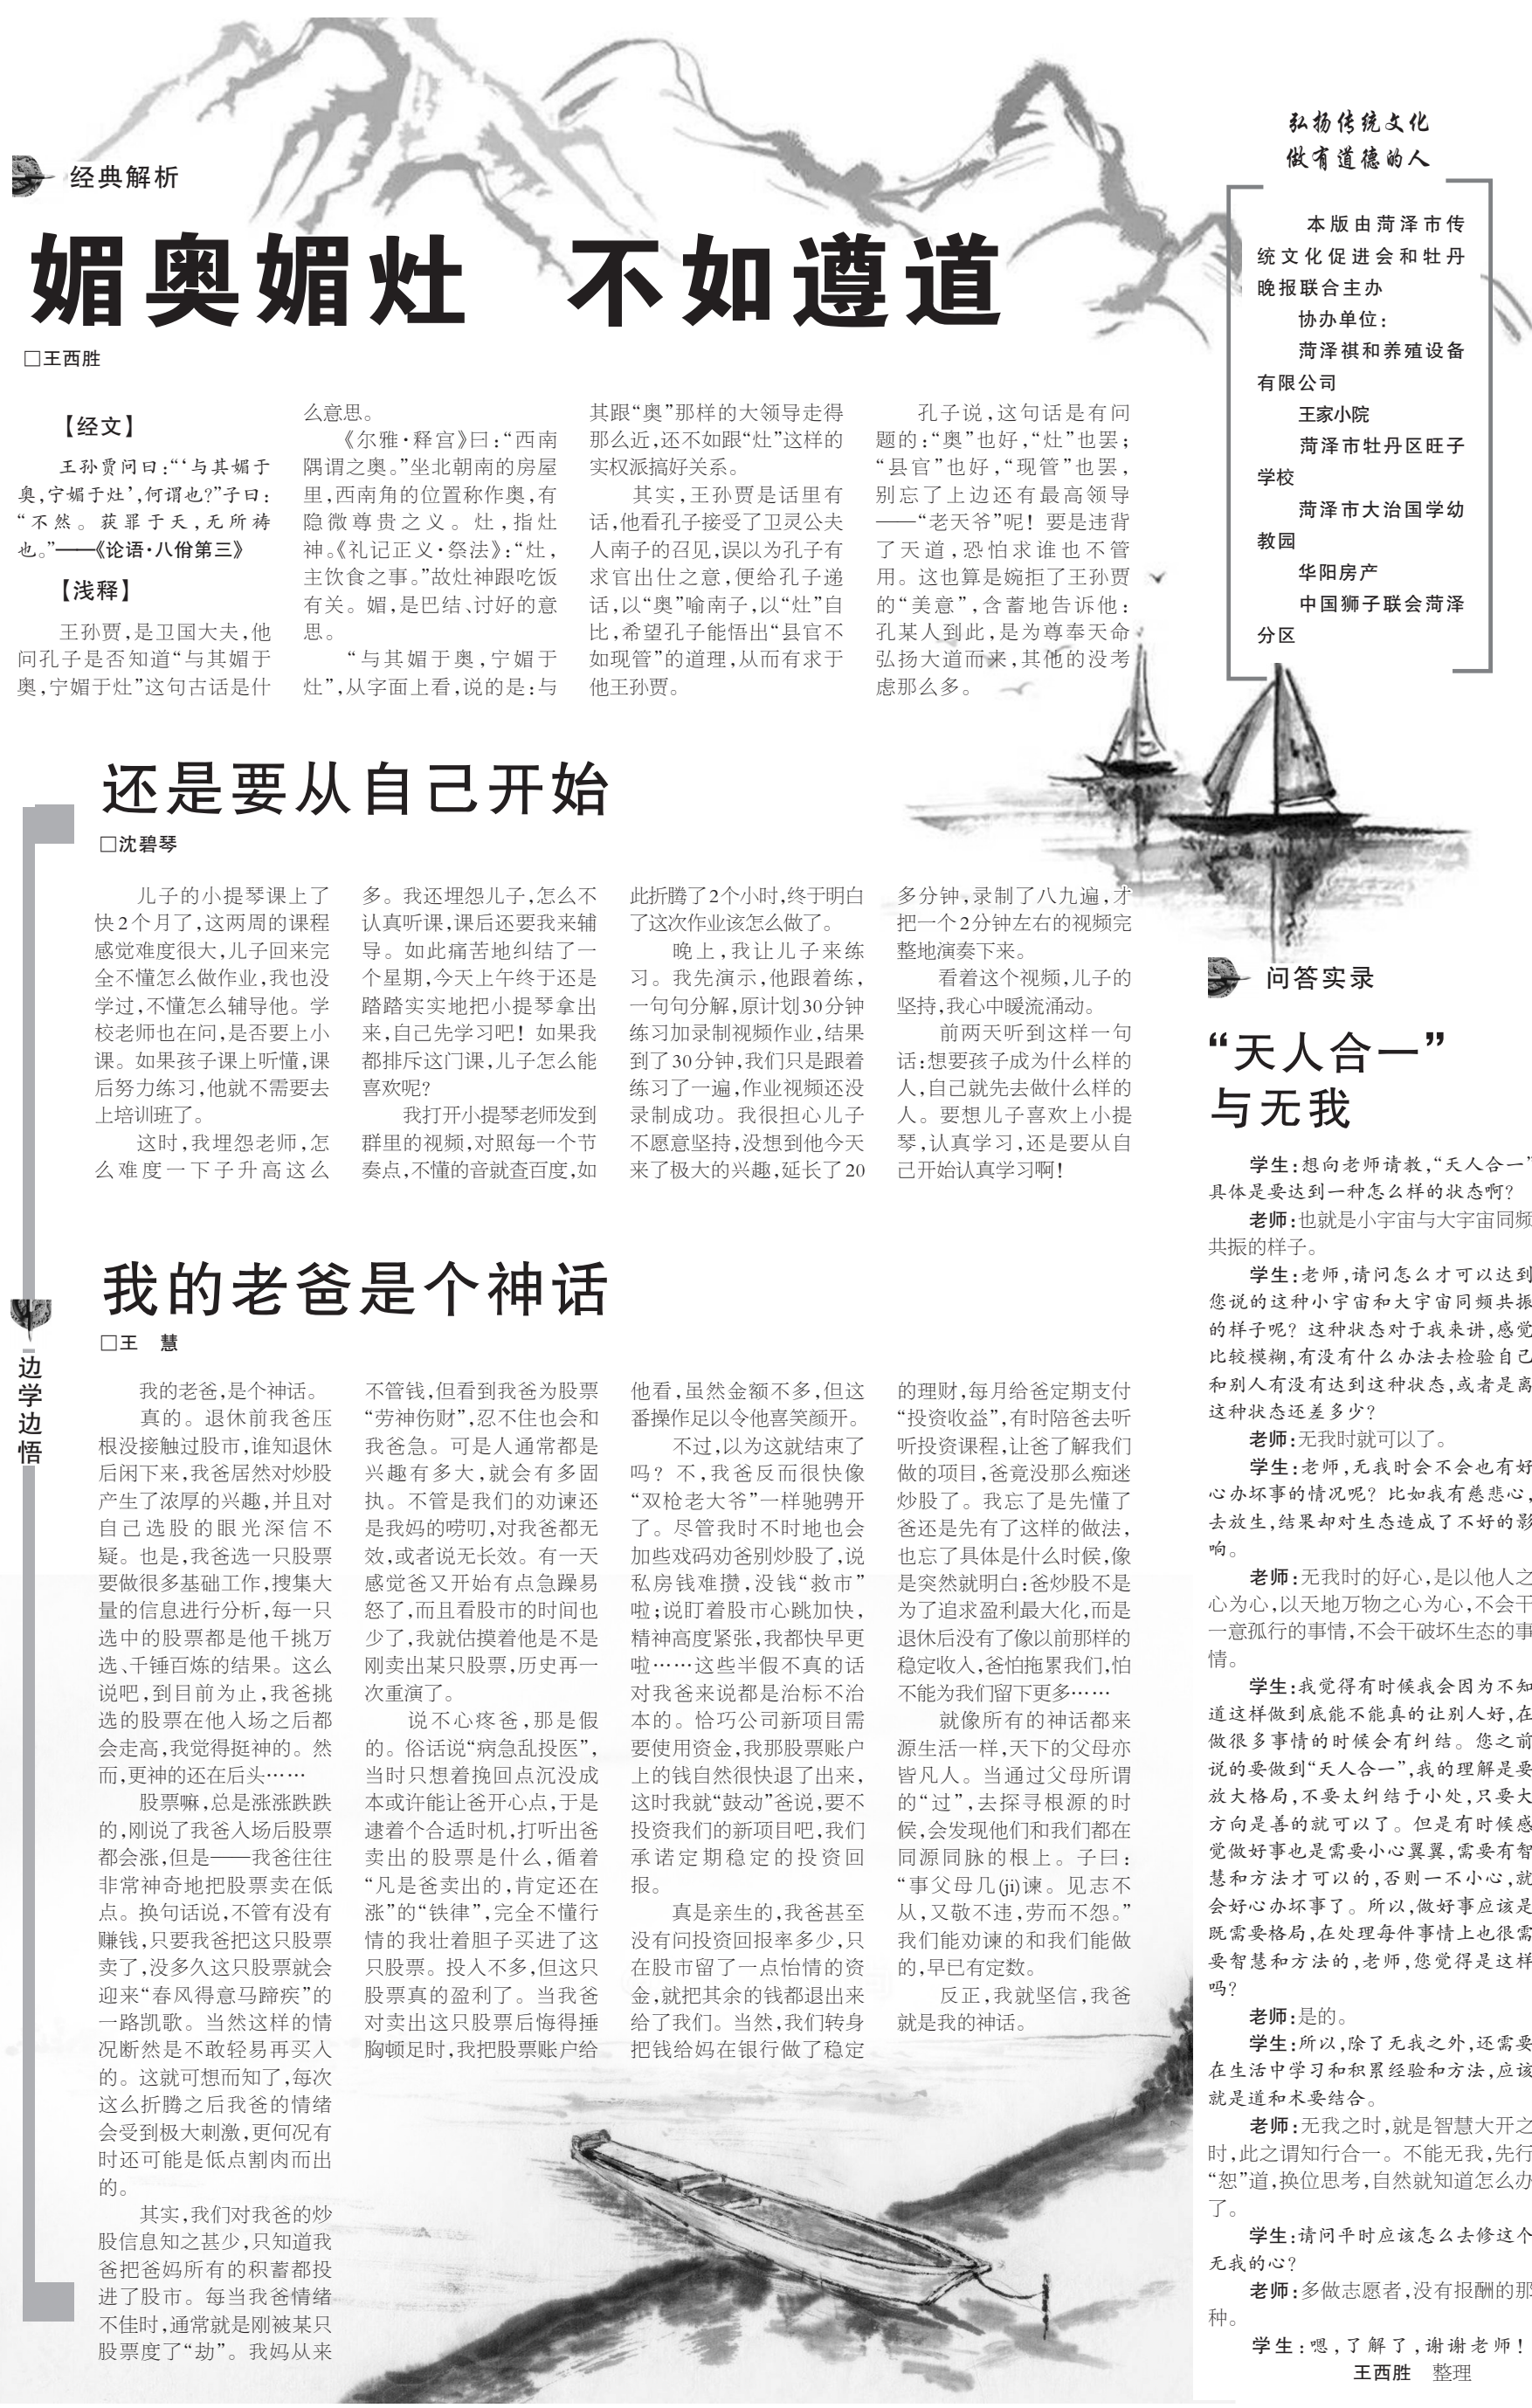 弘扬传统文化
做有道德的人
本版由菏泽市传
统文化促进会和牡丹
晚报联合主办
协办单位：
菏泽祺和养殖设备
有限公司
王家小院
菏泽市牡丹区旺子
学校
菏泽市大治国学幼
教园
华阳房产
中国狮子联会菏泽
分区
经典解析
媚奥媚灶 不如遵道
□王西胜
【经文】
王孙贾问曰：“‘与其媚于
奥，宁媚于灶’，何谓也？”子曰：
“不然。获罪于天，无所祷
也。”——《论语·八佾第三》
【浅释】
王孙贾，是卫国大夫，他
问孔子是否知道“与其媚于
奥，宁媚于灶”这句古话是什
么意思。
《尔雅·释宫》曰：“西南
隅谓之奥。”坐北朝南的房屋
里，西南角的位置称作奥，有
隐微尊贵之义。灶，指灶
神。《礼记正义·祭法》：“灶，
主饮食之事。”故灶神跟吃饭
有关。媚，是巴结、讨好的意
思。
“与其媚于奥，宁媚于
灶”，从字面上看，说的是：与
其跟“奥”那样的大领导走得
那么近，还不如跟“灶”这样的
实权派搞好关系。
其实，王孙贾是话里有
话，他看孔子接受了卫灵公夫
人南子的召见，误以为孔子有
求官出仕之意，便给孔子递
话，以“奥”喻南子，以“灶”自
比，希望孔子能悟出“县官不
如现管”的道理，从而有求于
他王孙贾。
孔子说，这句话是有问
题的：“奥”也好，“灶”也罢；
“县官”也好，“现管”也罢，
别忘了上边还有最高领导
——“老天爷”呢！要是违背
了天道，恐怕求谁也不管
用。这也算是婉拒了王孙贾
的“美意”，含蓄地告诉他：
孔某人到此，是为尊奉天命
弘扬大道而来，其他的没考
虑那么多。
还是要从自己开始
□沈碧琴
儿子的小提琴课上了
快2个月了，这两周的课程
感觉难度很大，儿子回来完
全不懂怎么做作业，我也没
学过，不懂怎么辅导他。学
校老师也在问，是否要上小
课。如果孩子课上听懂，课
后努力练习，他就不需要去
上培训班了。
这时，我埋怨老师，怎
么难度一下子升高这么
多。我还埋怨儿子，怎么不
认真听课，课后还要我来辅
导。如此痛苦地纠结了一
个星期，今天上午终于还是
踏踏实实地把小提琴拿出
来，自己先学习吧！如果我
都排斥这门课，儿子怎么能
喜欢呢？
我打开小提琴老师发到
群里的视频，对照每一个节
奏点，不懂的音就查百度，如
此折腾了2个小时，终于明白
了这次作业该怎么做了。
晚上，我让儿子来练
习。我先演示，他跟着练，
一句句分解，原计划30分钟
练习加录制视频作业，结果
到了30分钟，我们只是跟着
练习了一遍，作业视频还没
录制成功。我很担心儿子
不愿意坚持，没想到他今天
来了极大的兴趣，延长了20
多分钟，录制了八九遍，才
把一个2分钟左右的视频完
整地演奏下来。
看着这个视频，儿子的
坚持，我心中暖流涌动。
前两天听到这样一句
话：想要孩子成为什么样的
人，自己就先去做什么样的
人。要想儿子喜欢上小提
琴，认真学习，还是要从自
己开始认真学习啊！
边学边悟
我的老爸是个神话
□王 慧
我的老爸，是个神话。
真的。退休前我爸压
根没接触过股市，谁知退休
后闲下来，我爸居然对炒股
产生了浓厚的兴趣，并且对
自己选股的眼光深信不
疑。也是，我爸选一只股票
要做很多基础工作，搜集大
量的信息进行分析，每一只
选中的股票都是他千挑万
选、千锤百炼的结果。这么
说吧，到目前为止，我爸挑
选的股票在他入场之后都
会走高，我觉得挺神的。然
而，更神的还在后头……
股票嘛，总是涨涨跌跌
的，刚说了我爸入场后股票
都会涨，但是——我爸往往
非常神奇地把股票卖在低
点。换句话说，不管有没有
赚钱，只要我爸把这只股票
卖了，没多久这只股票就会
迎来“春风得意马蹄疾”的
一路凯歌。当然这样的情
况断然是不敢轻易再买入
的。这就可想而知了，每次
这么折腾之后我爸的情绪
会受到极大刺激，更何况有
时还可能是低点割肉而出
的。
其实，我们对我爸的炒
股信息知之甚少，只知道我
爸把爸妈所有的积蓄都投
进了股市。每当我爸情绪
不佳时，通常就是刚被某只
股票度了“劫”。我妈从来
不管钱，但看到我爸为股票
“劳神伤财”，忍不住也会和
我爸急。可是人通常都是
兴趣有多大，就会有多固
执。不管是我们的劝谏还
是我妈的唠叨，对我爸都无
效，或者说无长效。有一天
感觉爸又开始有点急躁易
怒了，而且看股市的时间也
少了，我就估摸着他是不是
刚卖出某只股票，历史再一
次重演了。
说不心疼爸，那是假
的。俗话说“病急乱投医”，
当时只想着挽回点沉没成
本或许能让爸开心点，于是
逮着个合适时机，打听出爸
卖出的股票是什么，循着
“凡是爸卖出的，肯定还在
涨”的“铁律”，完全不懂行
情的我壮着胆子买进了这
只股票。投入不多，但这只
股票真的盈利了。当我爸
对卖出这只股票后悔得捶
胸顿足时，我把股票账户给
他看，虽然金额不多，但这
番操作足以令他喜笑颜开。
不过，以为这就结束了
吗？不，我爸反而很快像
“双枪老大爷”一样驰骋开
了。尽管我时不时地也会
加些戏码劝爸别炒股了，说
私房钱难攒，没钱“救市”
啦；说盯着股市心跳加快，
精神高度紧张，我都快早更
啦……这些半假不真的话
对我爸来说都是治标不治
本的。恰巧公司新项目需
要使用资金，我那股票账户
上的钱自然很快退了出来，
这时我就“鼓动”爸说，要不
投资我们的新项目吧，我们
承诺定期稳定的投资回
报。
真是亲生的，我爸甚至
没有问投资回报率多少，只
在股市留了一点怡情的资
金，就把其余的钱都退出来
给了我们。当然，我们转身
把钱给妈在银行做了稳定
的理财，每月给爸定期支付
“投资收益”，有时陪爸去听
听投资课程，让爸了解我们
做的项目，爸竟没那么痴迷
炒股了。我忘了是先懂了
爸还是先有了这样的做法，
也忘了具体是什么时候，像
是突然就明白：爸炒股不是
为了追求盈利最大化，而是
退休后没有了像以前那样的
稳定收入，爸怕拖累我们，怕
不能为我们留下更多……
就像所有的神话都来
源生活一样，天下的父母亦
皆凡人。当通过父母所谓
的“过”，去探寻根源的时
候，会发现他们和我们都在
同源同脉的根上。子曰：
“事父母几(jī)谏。见志不
从，又敬不违，劳而不怨。”
我们能劝谏的和我们能做
的，早已有定数。
反正，我就坚信，我爸
就是我的神话。
问答实录
“天人合一”
与无我
学生：想向老师请教，“天人合一”
具体是要达到一种怎么样的状态啊？
老师：也就是小宇宙与大宇宙同频
共振的样子。
学生：老师，请问怎么才可以达到
您说的这种小宇宙和大宇宙同频共振
的样子呢？这种状态对于我来讲，感觉
比较模糊，有没有什么办法去检验自己
和别人有没有达到这种状态，或者是离
这种状态还差多少？
老师：无我时就可以了。
学生：老师，无我时会不会也有好
心办坏事的情况呢？比如我有慈悲心，
去放生，结果却对生态造成了不好的影
响。
老师：无我时的好心，是以他人之
心为心，以天地万物之心为心，不会干
一意孤行的事情，不会干破坏生态的事
情。
学生：我觉得有时候我会因为不知
道这样做到底能不能真的让别人好，在
做很多事情的时候会有纠结。您之前
说的要做到“天人合一”，我的理解是要
放大格局，不要太纠结于小处，只要大
方向是善的就可以了。但是有时候感
觉做好事也是需要小心翼翼，需要有智
慧和方法才可以的，否则一不小心，就
会好心办坏事了。所以，做好事应该是
既需要格局，在处理每件事情上也很需
要智慧和方法的，老师，您觉得是这样
吗？
老师：是的。
学生：所以，除了无我之外，还需要
在生活中学习和积累经验和方法，应该
就是道和术要结合。
老师：无我之时，就是智慧大开之
时，此之谓知行合一。不能无我，先行
“恕”道，换位思考，自然就知道怎么办
了。
学生：请问平时应该怎么去修这个
无我的心？
老师：多做志愿者，没有报酬的那
种。
学生：嗯，了解了，谢谢老师！
王西胜 整理